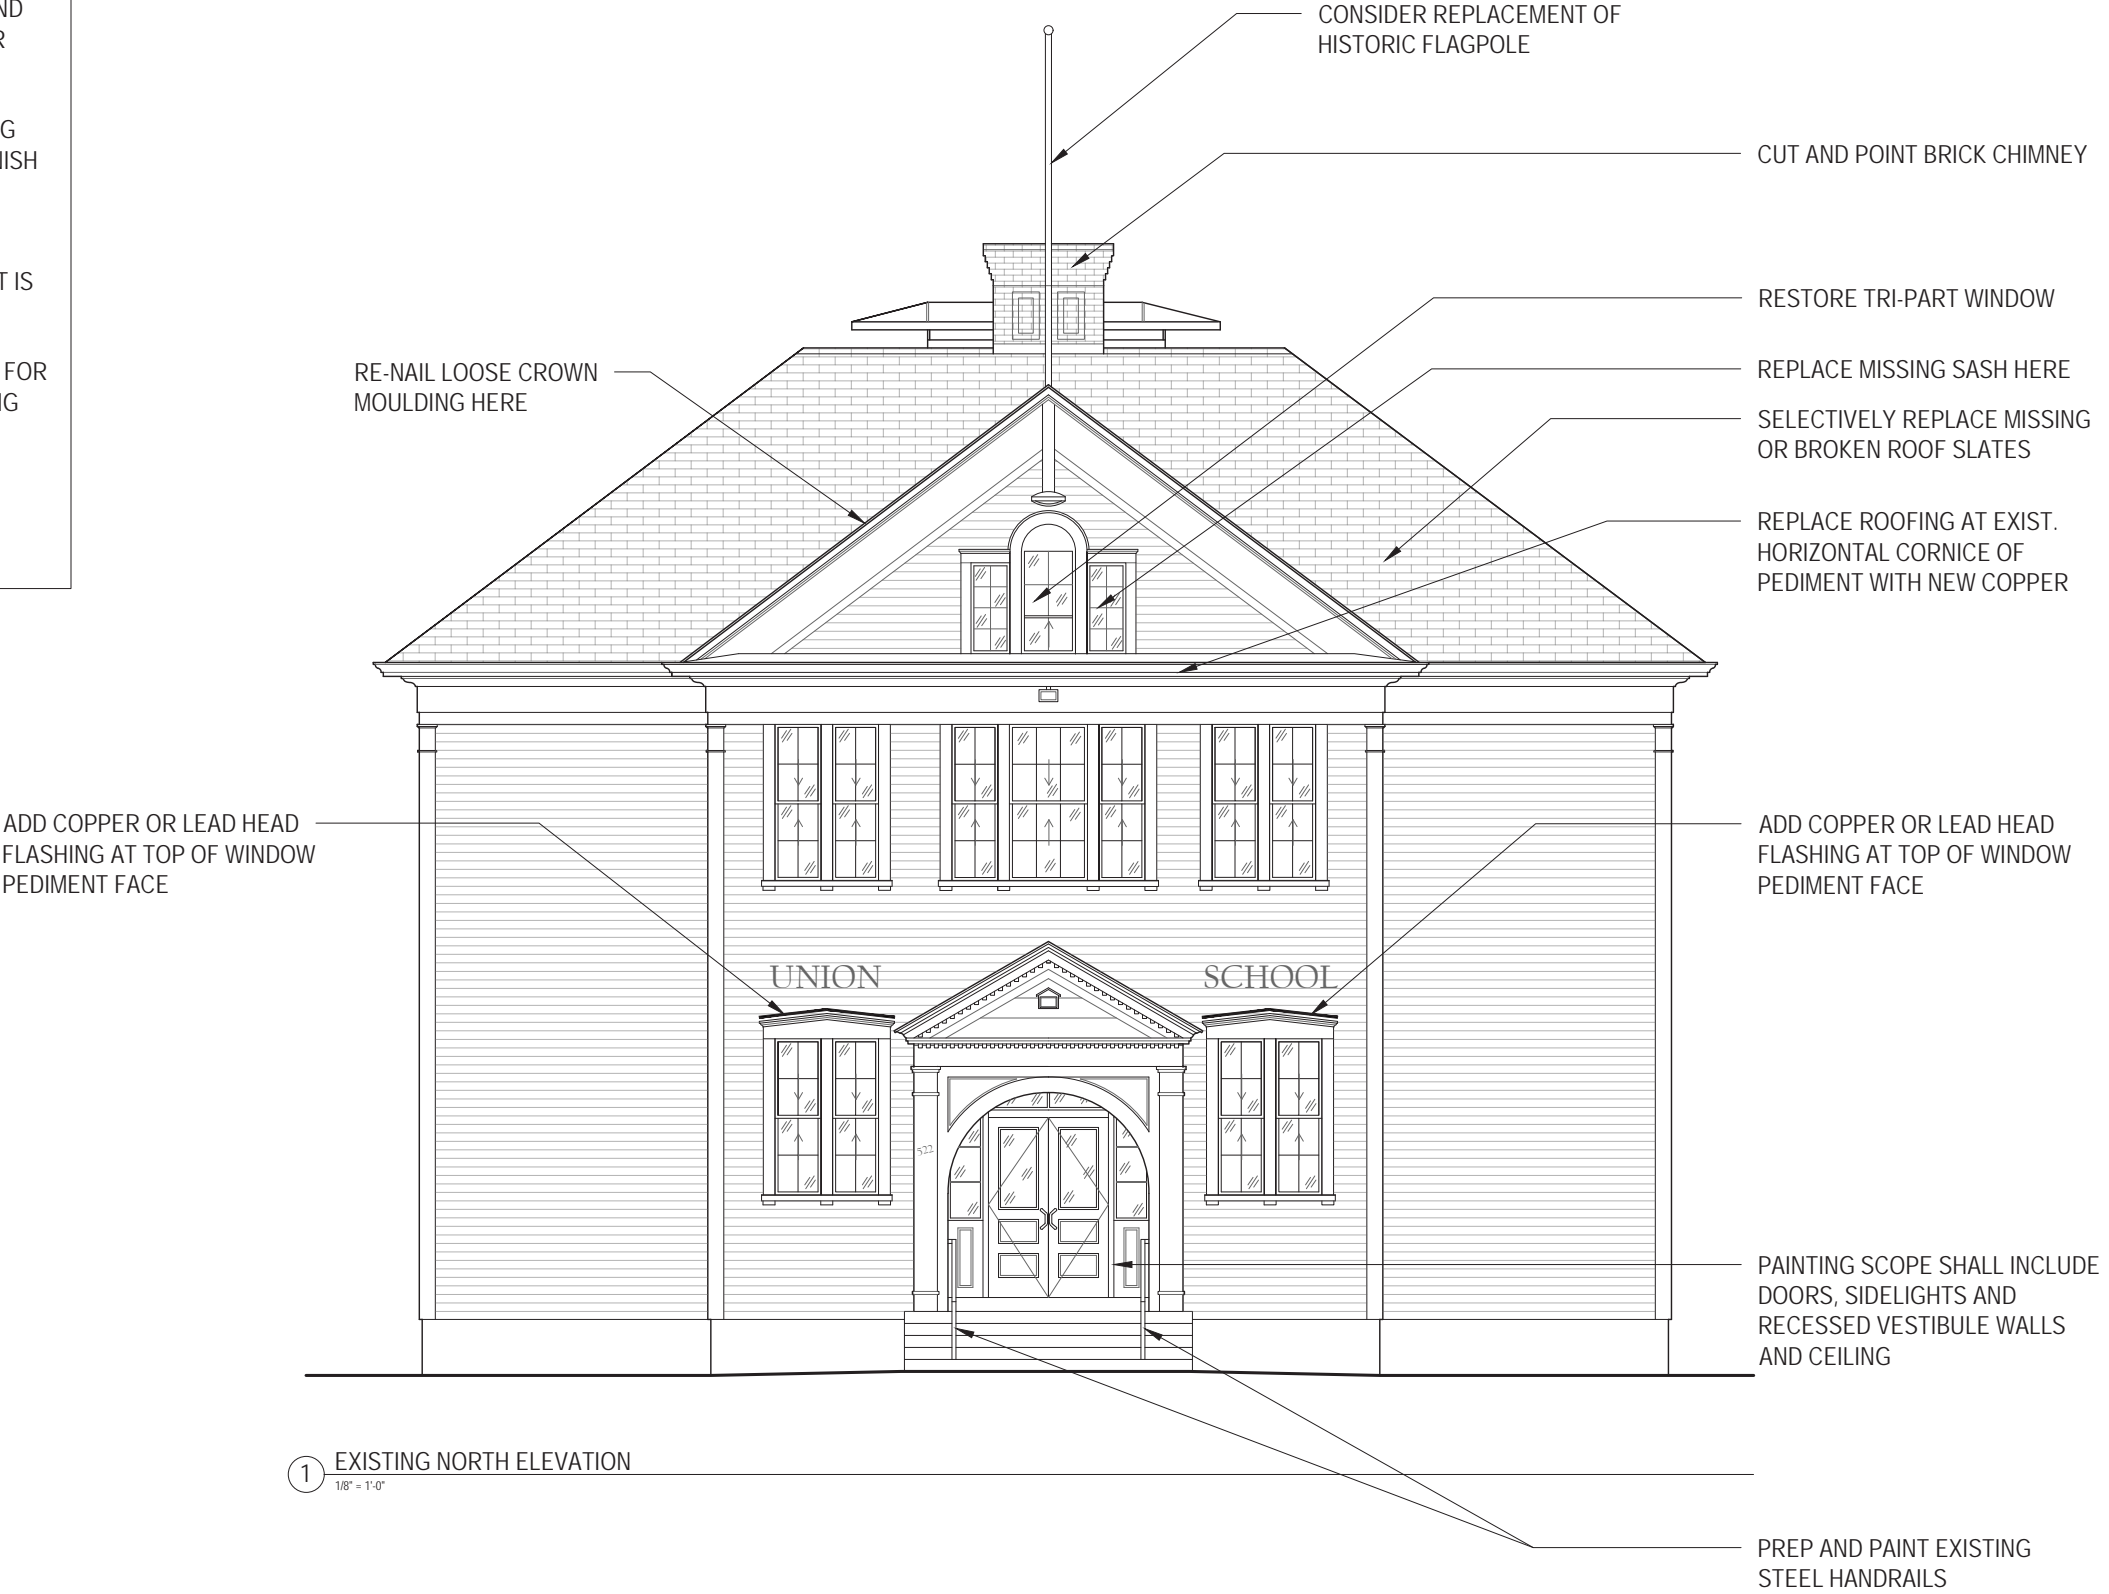 ND
R
G
NISH
T IS
FOR
NG
CONSIDER REPLACEMENT OF
HISTORIC FLAGPOLE
CUT AND POINT BRICK CHIMNEY
RESTORE TRI-PART WINDOW
RE-NAIL LOOSE CROWN
MOULDING HERE
REPLACE MISSING SASH HERE
SELECTIVELY REPLACE MISSING
OR BROKEN ROOF SLATES
REPLACE ROOFING AT EXIST.
HORIZONTAL CORNICE OF
PEDIMENT WITH NEW COPPER
ADD COPPER OR LEAD HEAD
FLASHING AT TOP OF WINDOW
PEDIMENT FACE
ADD COPPER OR LEAD HEAD
FLASHING AT TOP OF WINDOW
PEDIMENT FACE
UNION SCHOOL
522
PAINTING SCOPE SHALL INCLUDE
DOORS, SIDELIGHTS AND
RECESSED VESTIBULE WALLS
AND CEILING
1 EXISTING NORTH ELEVATION
1/8" = 1'-0"
PREP AND PAINT EXISTING
STEEL HANDRAILS